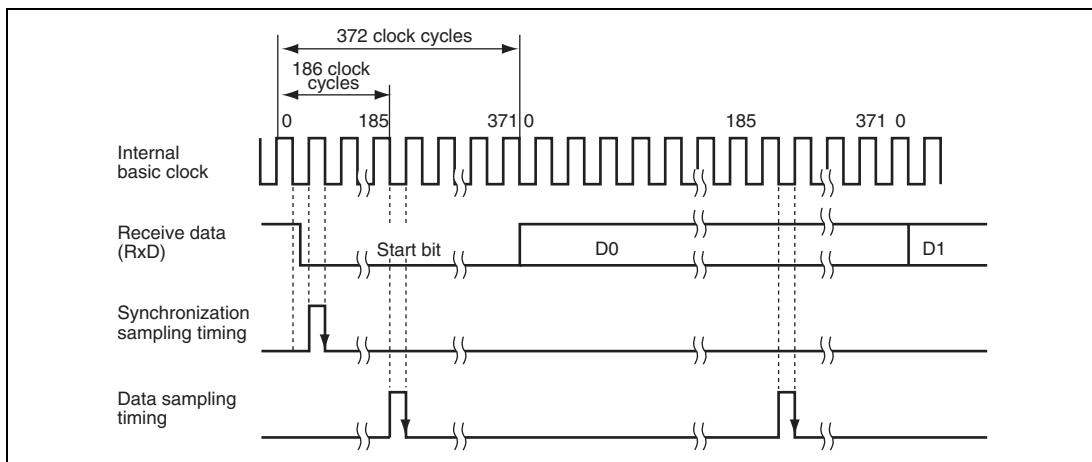 372 clock cycles
186 clock
cycles
0 185 371 0 185 371 0
Internal
basic clock
Receive data
(RxD)
Start bit D0 D1
Synchronization
sampling timing
Data sampling
timing